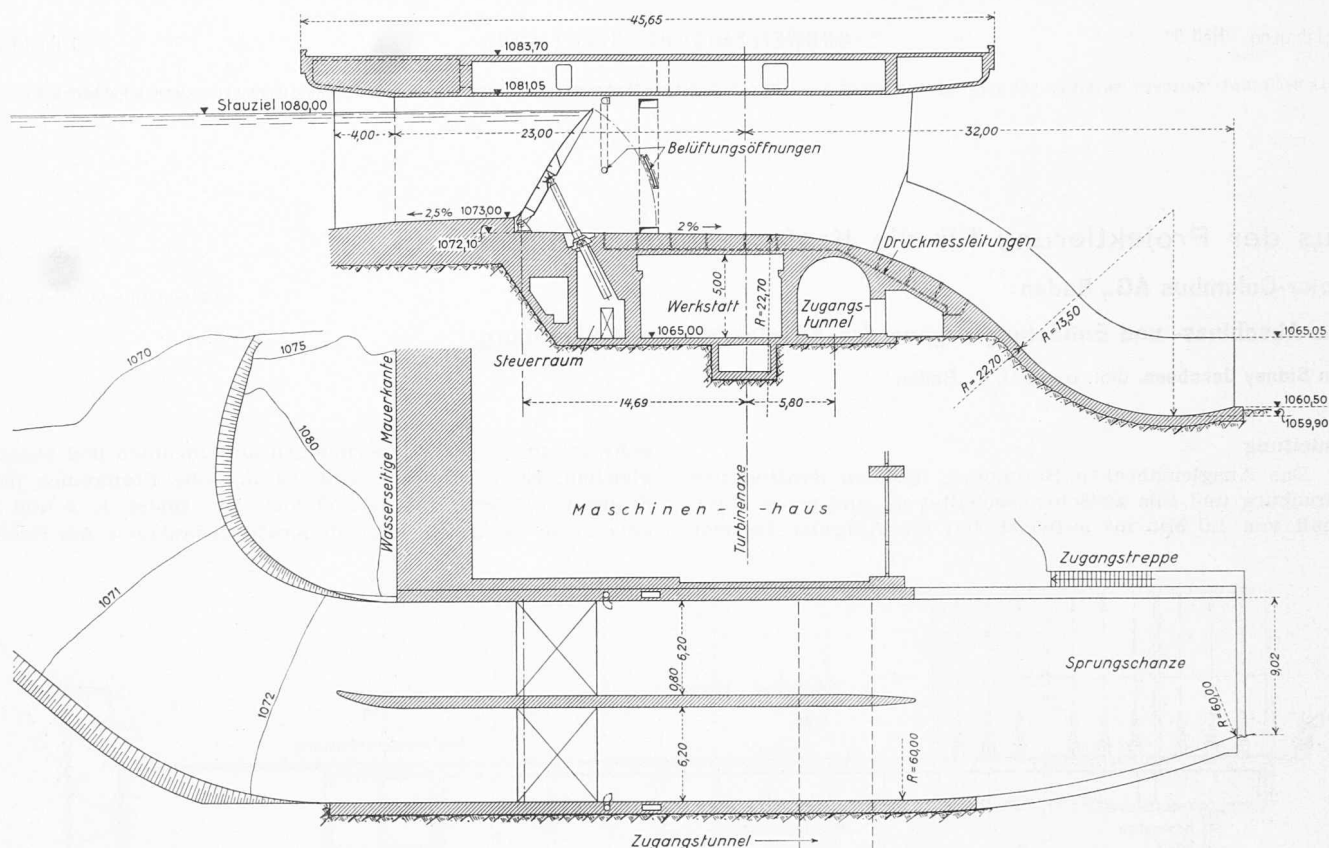 45,65
1083,70
1081,05
Stauziel 1080,00
4,00
23,00
32,00
Belüftungsöffnungen
2,5%
1073,00
1072,10
2%
Druckmessleitungen
5,00
Werkstatt
R=22,70
Zugangs-
tunnel
1065,00
Steuerraum
R=13,50
R=22,70
1065,05
1060,50
1059,90
14,69
5,80
1070
1075
1080
Wasserseitige Mauerkante
Maschinen-
-haus
Turbinenaxe
Zugangstreppe
1071
1072
6,20
0,80
6,20
Sprungschanze
9,02
R=60,00
R=60,00
Zugangstunnel